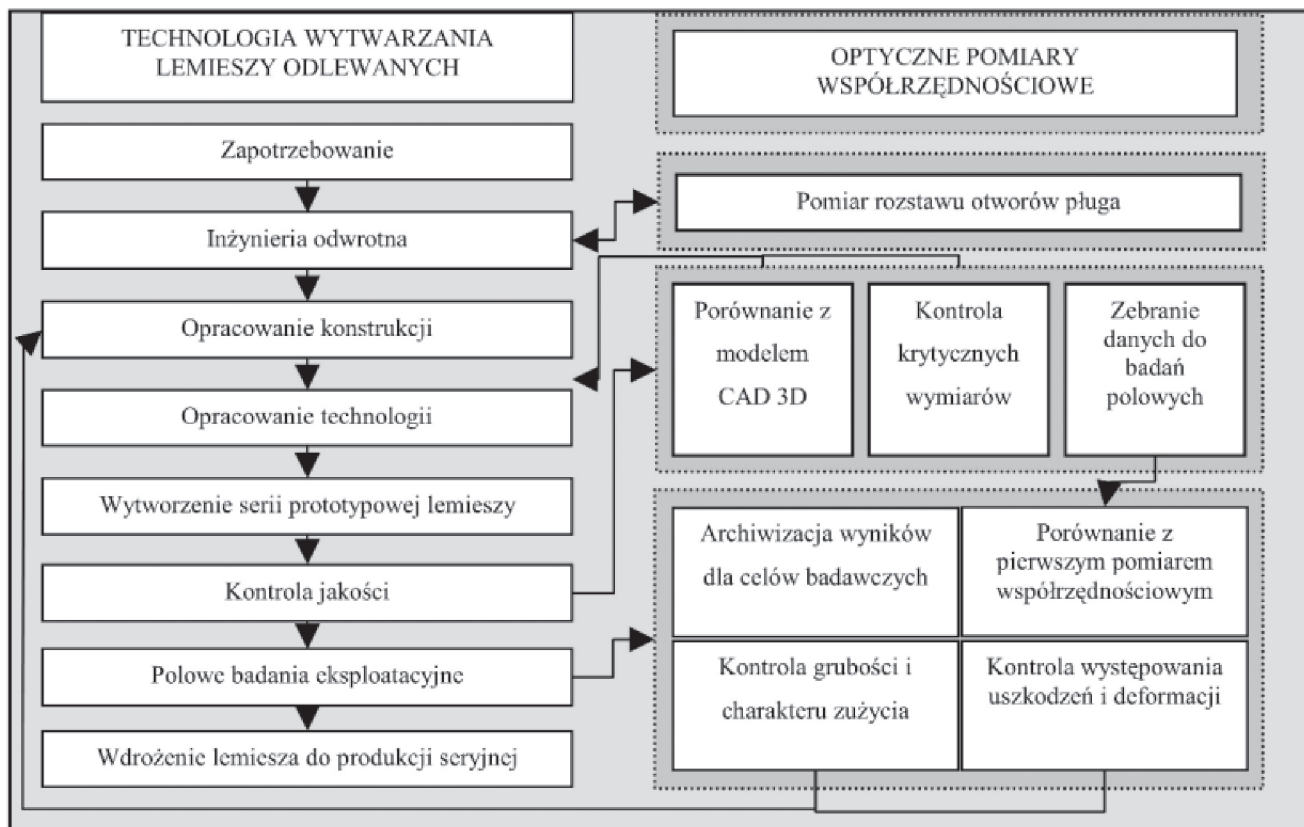 TECHNOLOGIA WYTWARZANIA
LEMIESZY ODLEWANYCH
Zapotrzebowanie
Inżynieria odwrotna
Opracowanie konstrukcji
Opracowanie technologii
Wytworzenie serii prototypowej lemieszy
Kontrola jakości
Polowe badania eksploatacyjne
Wdrożenie lemiesza do produkcji seryjnej
OPTYCZNE POMIARY
WSPÓŁRZĘDNOŚCIOWE
Pomiar rozstawu otworów pługa
Porównanie z
modelem
CAD 3D
Kontrola
krytycznych
wymiarów
Zebranie
danych do
badań
polowych
Archiwizacja wyników
dla celów badawczych
Porównanie z
pierwszym pomiarem
współrzędnościowym
Kontrola grubości i
charakteru zużycia
Kontrola występowania
uszkodzeń i deformacji